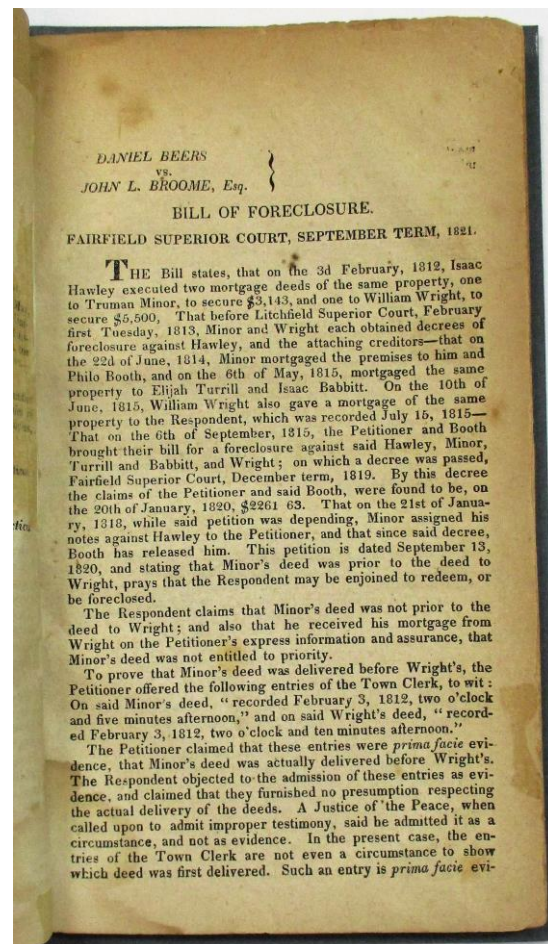 DANIEL BEERS
vs.
JOHN L. BROOME, Esq.
BILL OF FORECLOSURE.
FAIRFIELD SUPERIOR COURT, SEPTEMBER TERM, 1821.
THE Bill states, that on the 3d February, 1812, Isaac
Hawley executed two mortgage deeds of the same property, one
to Truman Minor, to secure $3,143, and one to William Wright, to
secure $5,500, That before Litchfield Superior Court, February
first Tuesday, 1813, Minor and Wright each obtained decrees of
foreclosure against Hawley, and the attaching creditors—that on
the 22d of June, 1814, Minor mortgaged the premises to him and
Philo Booth, and on the 6th of May, 1815, mortgaged the same
property to Elijah Turrill and Isaac Babbitt. On the 10th of
June, 1815, William Wright also gave a mortgage of the same
property to the Respondent, which was recorded July 15, 1815—
That on the 6th of September, 1815, the Petitioner and Booth
brought their bill for a foreclosure against said Hawley, Minor,
Turrill and Babbitt, and Wright; on which a decree was passed,
Fairfield Superior Court, December term, 1819. By this decree
the claims of the Petitioner and said Booth, were found to be, on
the 20th of January, 1820, $2261 63. That on the 21st of Janua-
ry, 1818, while said petition was depending, Minor assigned his
notes against Hawley to the Petitioner, and that since said decree,
Booth has released him. This petition is dated September 13,
1820, and stating that Minor's deed was prior to the deed to
Wright, prays that the Respondent may be enjoined to redeem, or
be foreclosed.
The Respondent claims that Minor's deed was not prior to the
deed to Wright; and also that he received his mortgage from
Wright on the Petitioner's express information and assurance, that
Minor's deed was not entitled to priority.
To prove that Minor's deed was delivered before Wright's, the
Petitioner offered the following entries of the Town Clerk, to wit:
On said Minor's deed, "recorded February 3, 1812, two o'clock
and five minutes afternoon," and on said Wright's deed, "record-
ed February 3, 1812, two o'clock and ten minutes afternoon."
The Petitioner claimed that these entries were prima facie evi-
dence, that Minor's deed was actually delivered before Wright's.
The Respondent objected to the admission of these entries as evi-
dence, and claimed that they furnished no presumption respecting
the actual delivery of the deeds. A Justice of the Peace, when
called upon to admit improper testimony, said he admitted it as a
circumstance, and not as evidence. In the present case, the en-
tries of the Town Clerk are not even a circumstance to show
which deed was first delivered. Such an entry is prima facie evi-